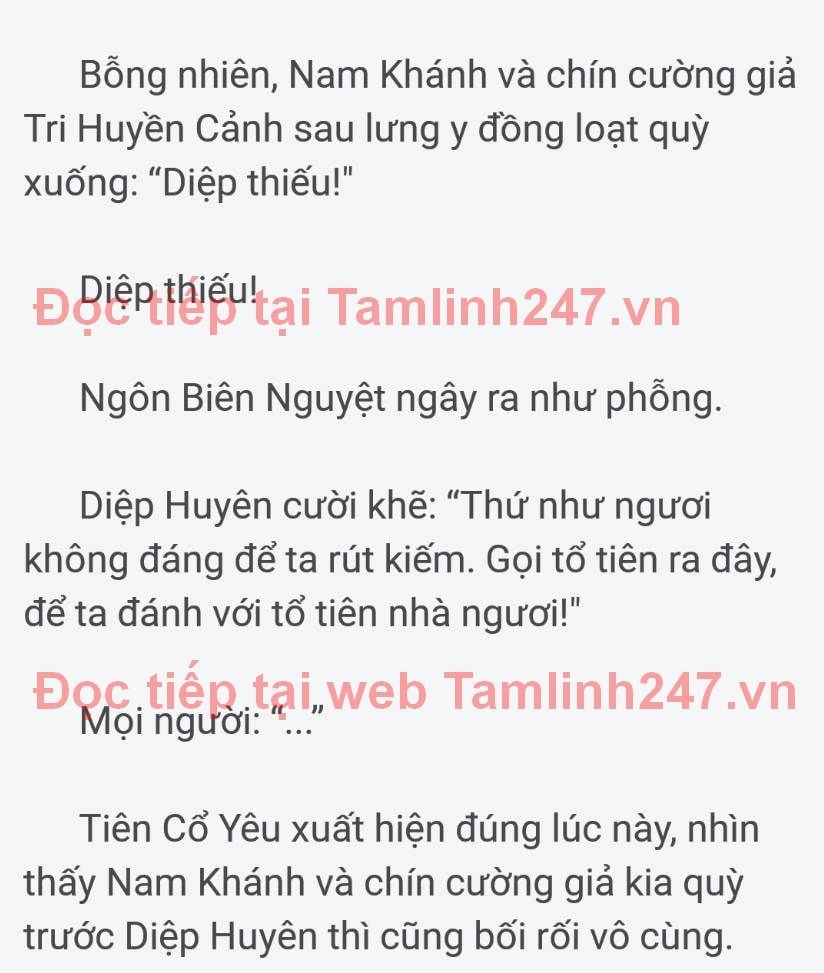 Bỗng nhiên, Nam Khánh và chín cường giả
Tri Huyền Cảnh sau lưng y đồng loạt quỳ
xuống: “Diệp thiếu!"
Diệp thiếu!
Đọc tiếp tại Tamlinh247.vn
Ngôn Biên Nguyệt ngây ra như phỗng.
Diệp Huyên cười khẽ: “Thứ như ngươi
không đáng để ta rút kiếm. Gọi tổ tiên ra đây,
để ta đánh với tổ tiên nhà ngươi!"
Đọc tiếp tại web Tamlinh247.vn
Mọi người: “...”
Tiên Cổ Yêu xuất hiện đúng lúc này, nhìn
thấy Nam Khánh và chín cường giả kia quỳ
trước Diệp Huyên thì cũng bối rối vô cùng.